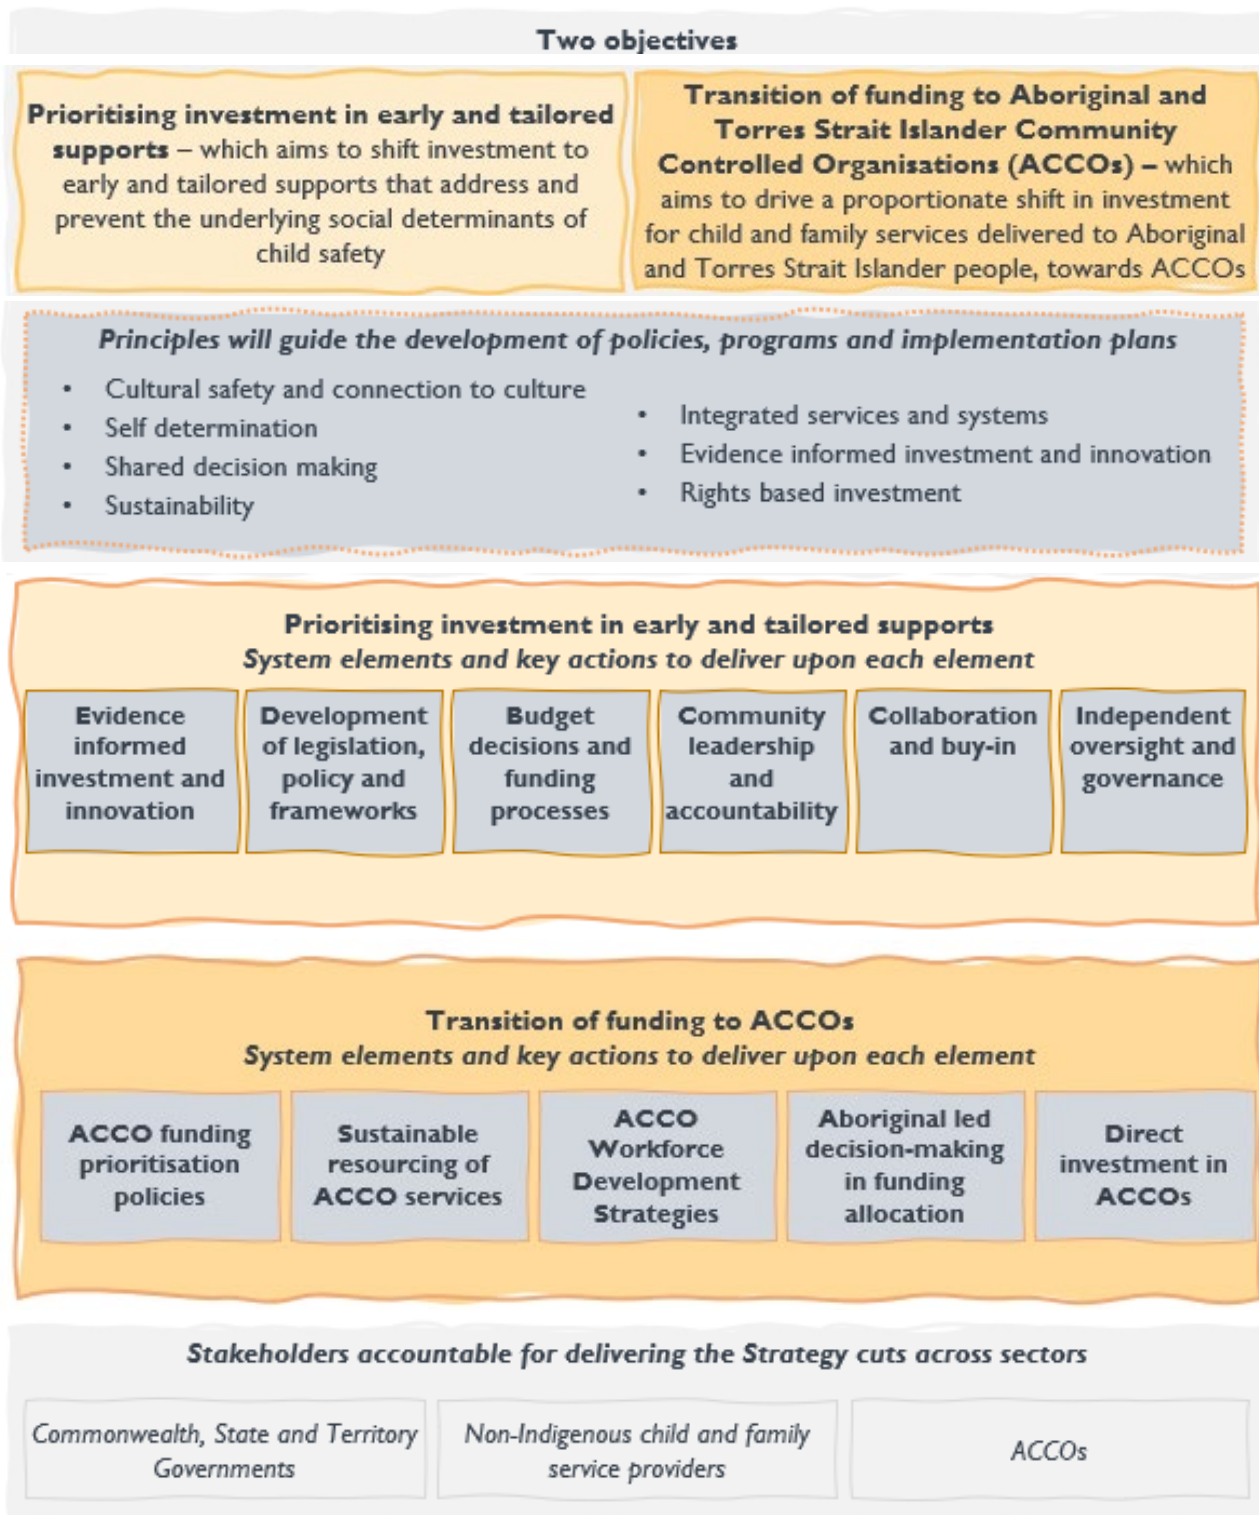 Two objectives
Prioritising investment in early and tailored
supports – which aims to shift investment to
early and tailored supports that address and
prevent the underlying social determinants of
child safety
Transition of funding to Aboriginal and
Torres Strait Islander Community
Controlled Organisations (ACCOs) – which
aims to drive a proportionate shift in investment
for child and family services delivered to Aboriginal
and Torres Strait Islander people, towards ACCOs
Principles will guide the development of policies, programs and implementation plans
• Cultural safety and connection to culture
• Self determination
• Shared decision making
• Sustainability
• Integrated services and systems
• Evidence informed investment and innovation
• Rights based investment
Prioritising investment in early and tailored supports
System elements and key actions to deliver upon each element
Evidence
informed
investment and
innovation
Development
of legislation,
policy and
frameworks
Budget
decisions and
funding
processes
Community
leadership
and
accountability
Collaboration
and buy-in
Independent
oversight and
governance
Transition of funding to ACCOs
System elements and key actions to deliver upon each element
ACCO funding
prioritisation
policies
Sustainable
resourcing of
ACCO services
ACCO
Workforce
Development
Strategies
Aboriginal led
decision-making
in funding
allocation
Direct
investment in
ACCOs
Stakeholders accountable for delivering the Strategy cuts across sectors
Commonwealth, State and Territory
Governments
Non-Indigenous child and family
service providers
ACCOs